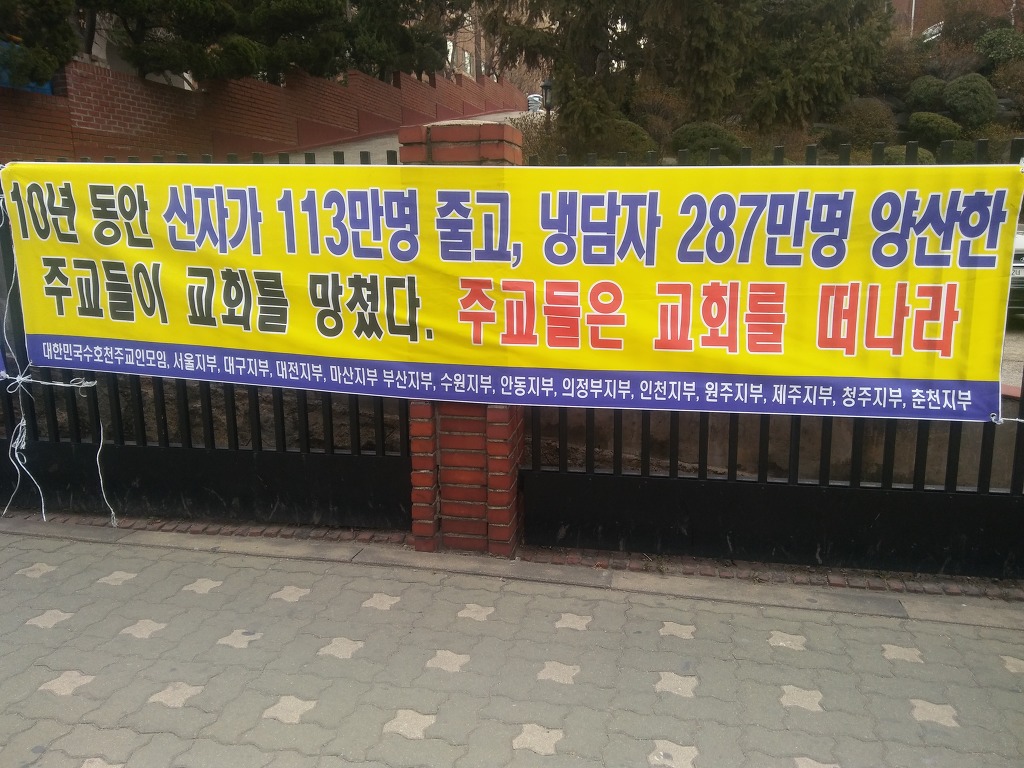 10년 동안 신자가 113만명 줄고, 냉담자 287만명 양산한
주교들이 교회를 망쳤다. 주교들은 교회를 떠나라
대한민국수호천주교인모임, 서울지부, 대구지부, 대전지부, 마산지부 부산지부, 수원지부, 안동지부, 의정부지부, 인천지부, 원주지부, 제주지부, 청주지부, 춘천지부